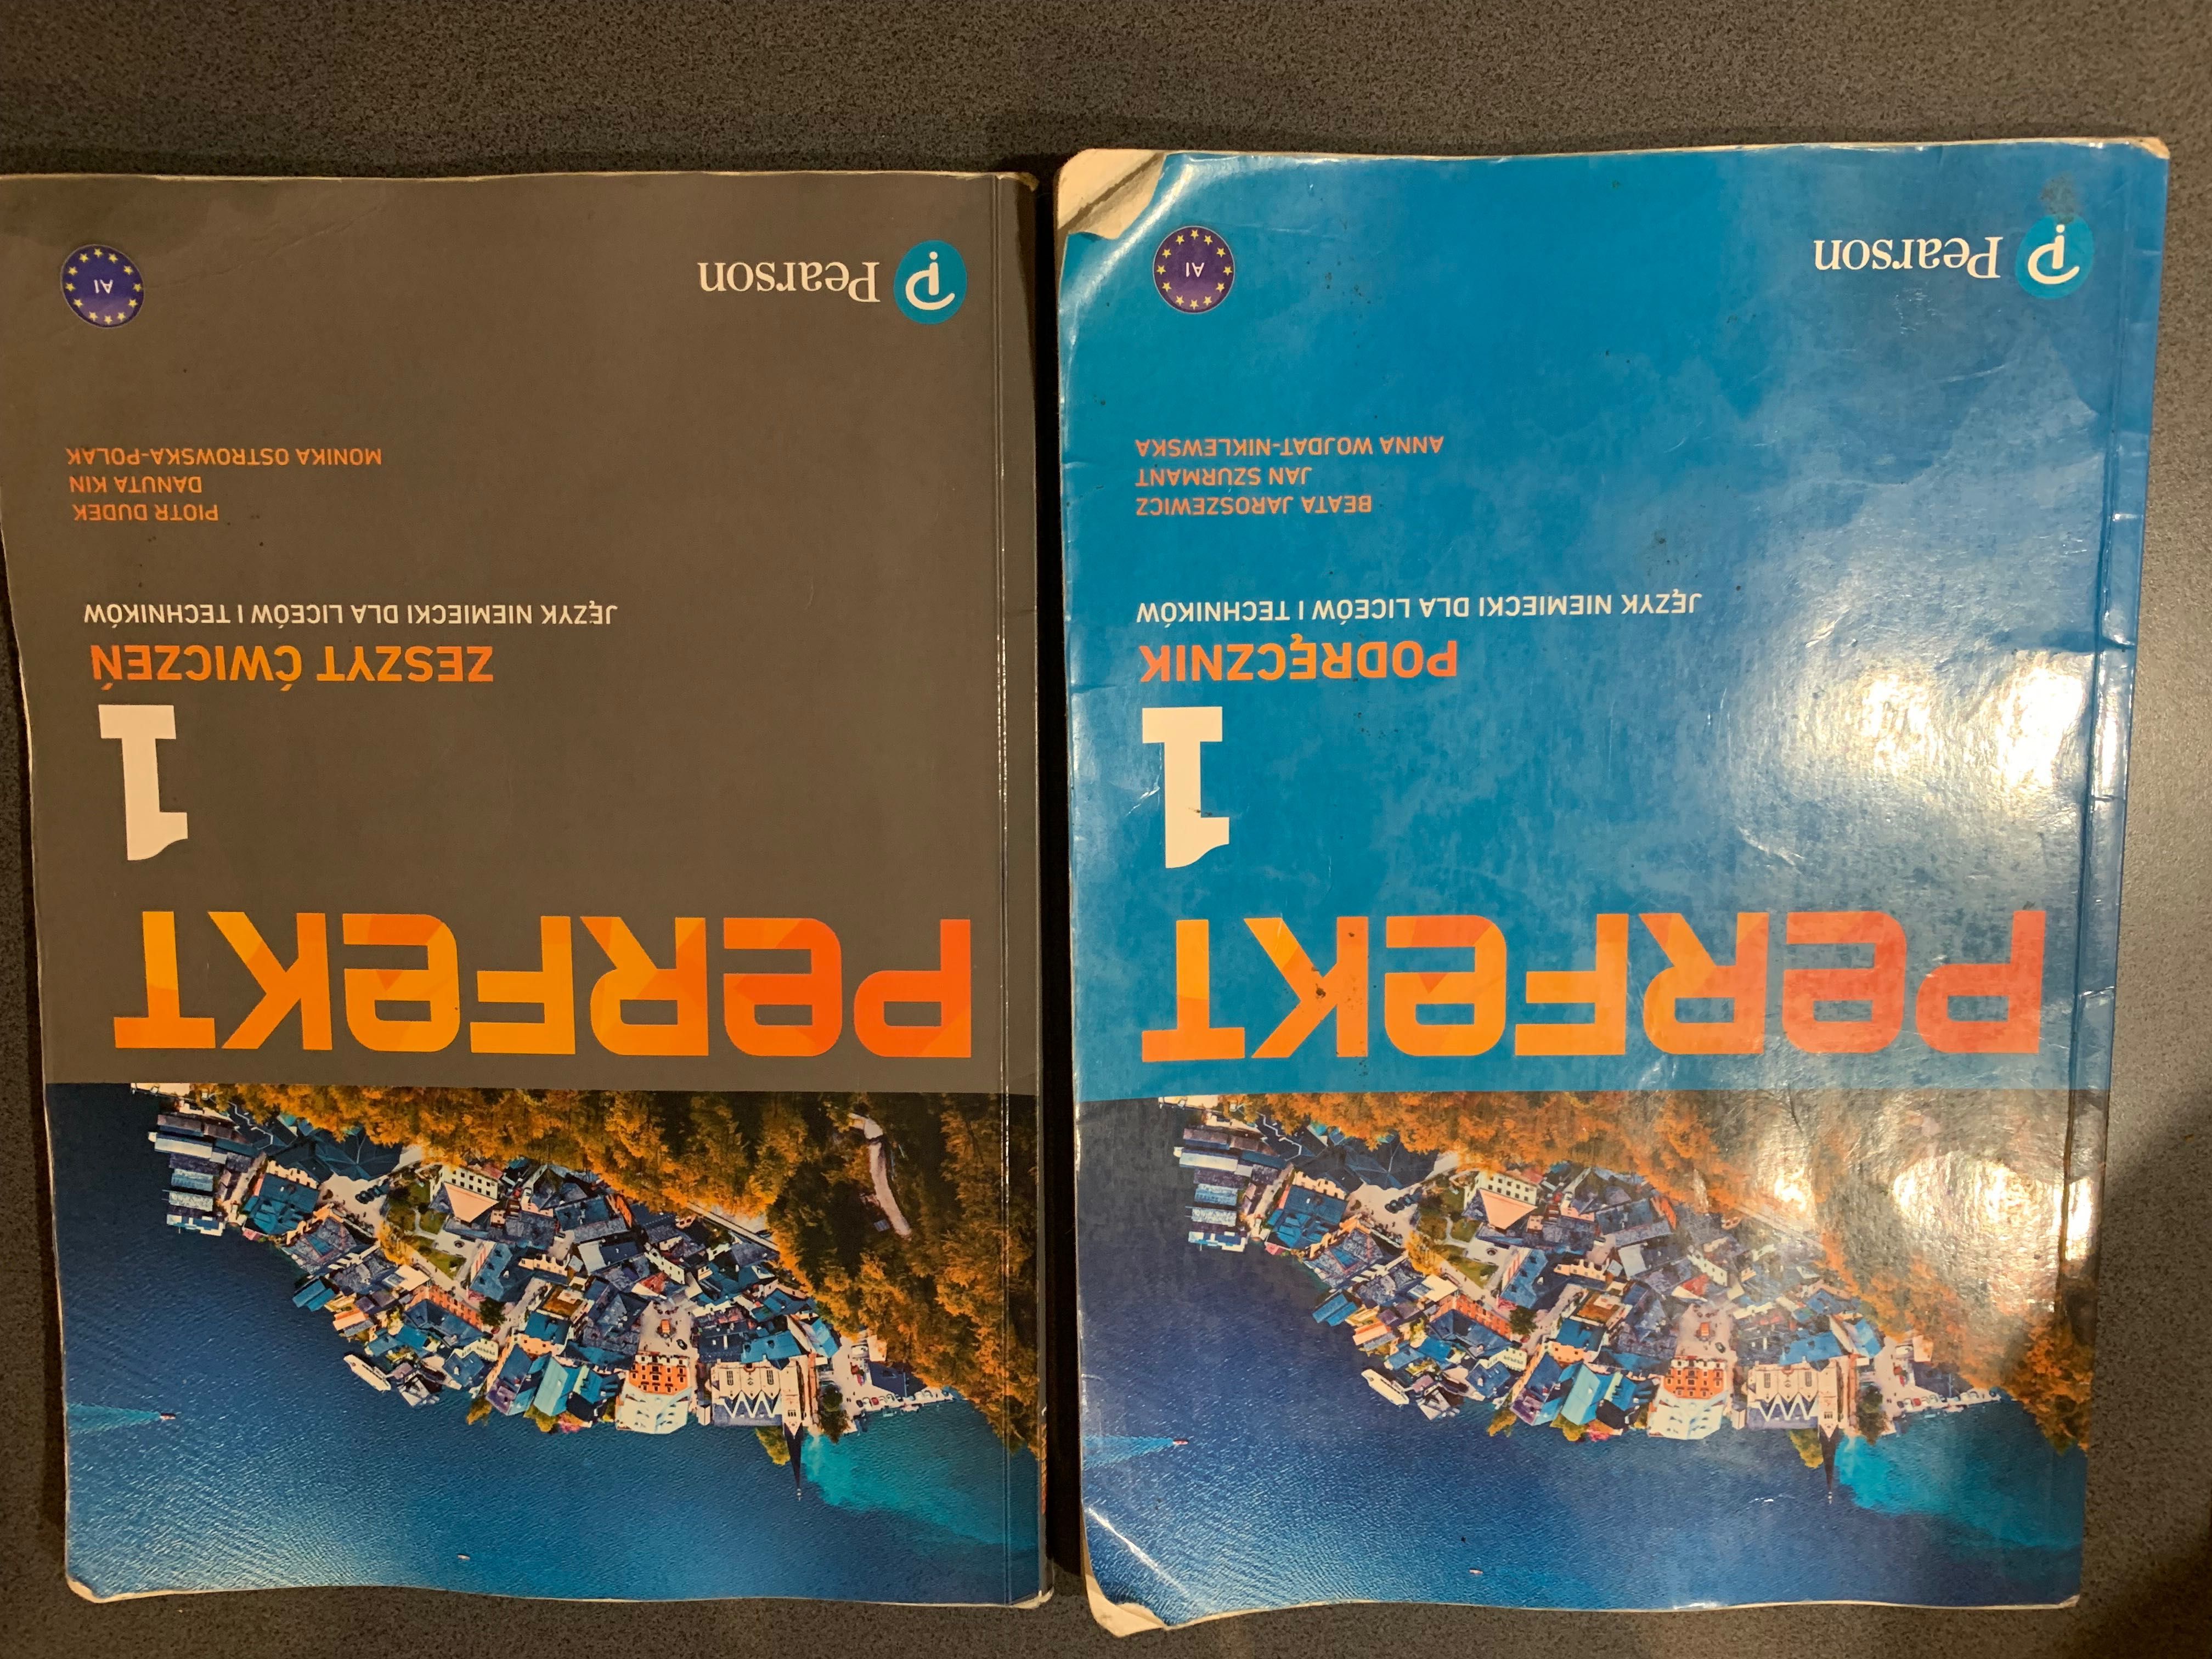 PERFEKT
1
PODRĘCZNIK
JĘZYK NIEMIECKI DLA LICEÓW I TECHNIKÓW
BEATA JAROSZEWICZ
JAN SZURMANT
ANNA WOJDAT-NIKLEWSKA
Pearson
A1
PERFEKT
1
ZESZYT ĆWICZEŃ
JĘZYK NIEMIECKI DLA LICEÓW I TECHNIKÓW
PIOTR DUDEK
DANUTA KIN
MONIKA OSTROWSKA-POLAK
Pearson
A1